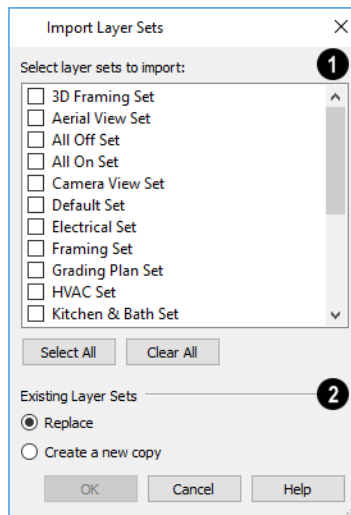 Import Layer Sets
Select layer sets to import:
1
3D Framing Set
Aerial View Set
All Off Set
All On Set
Camera View Set
Default Set
Electrical Set
Framing Set
Grading Plan Set
HVAC Set
Kitchen & Bath Set
Select All Clear All
Existing Layer Sets
2
Replace
Create a new copy
OK Cancel Help